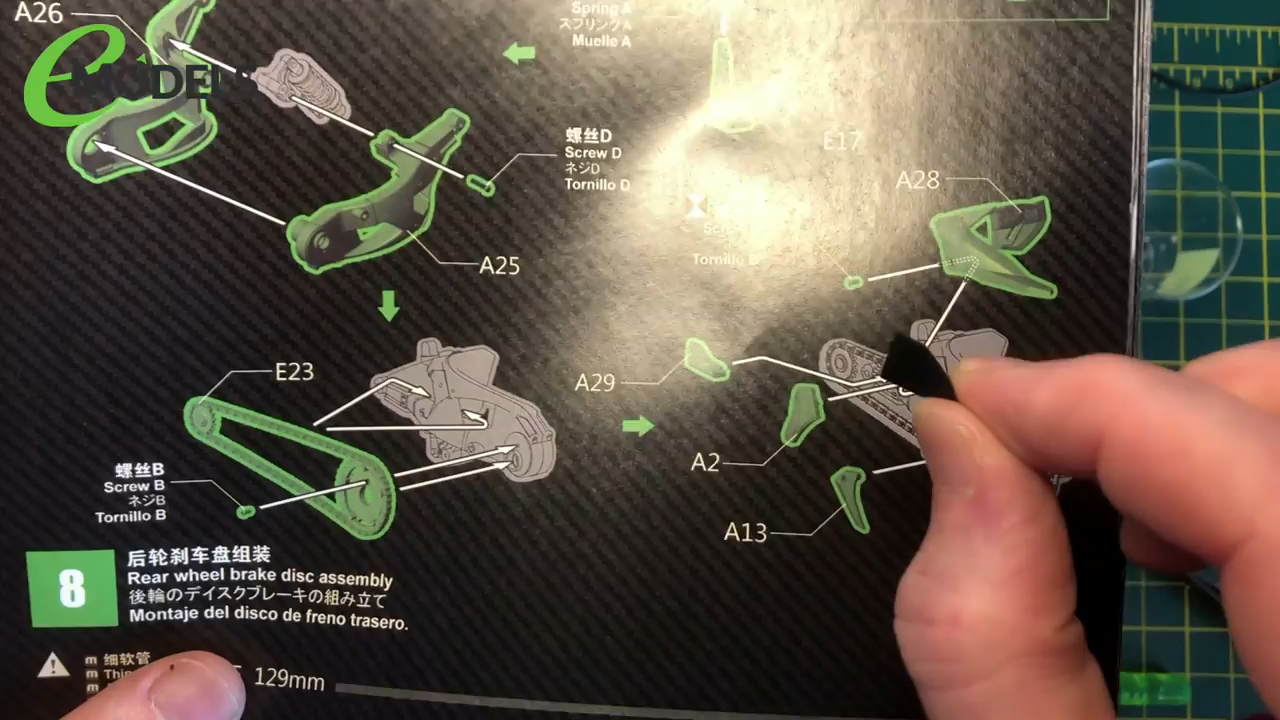 A26
e
MODELS
Spring A
スプリングA
Muelle A
螺丝D
Screw D
ネジD
Tornillo D
E17
A28
A25
Tornillo
E23
A29
A2
A13
螺丝B
Screw B
ネジB
Tornillo B
8
后轮刹车盘组装
Rear wheel brake disc assembly
後輪のデイスクブレーキの組み立て
Montaje del disco de freno trasero.
m 细软管
m
m
129mm